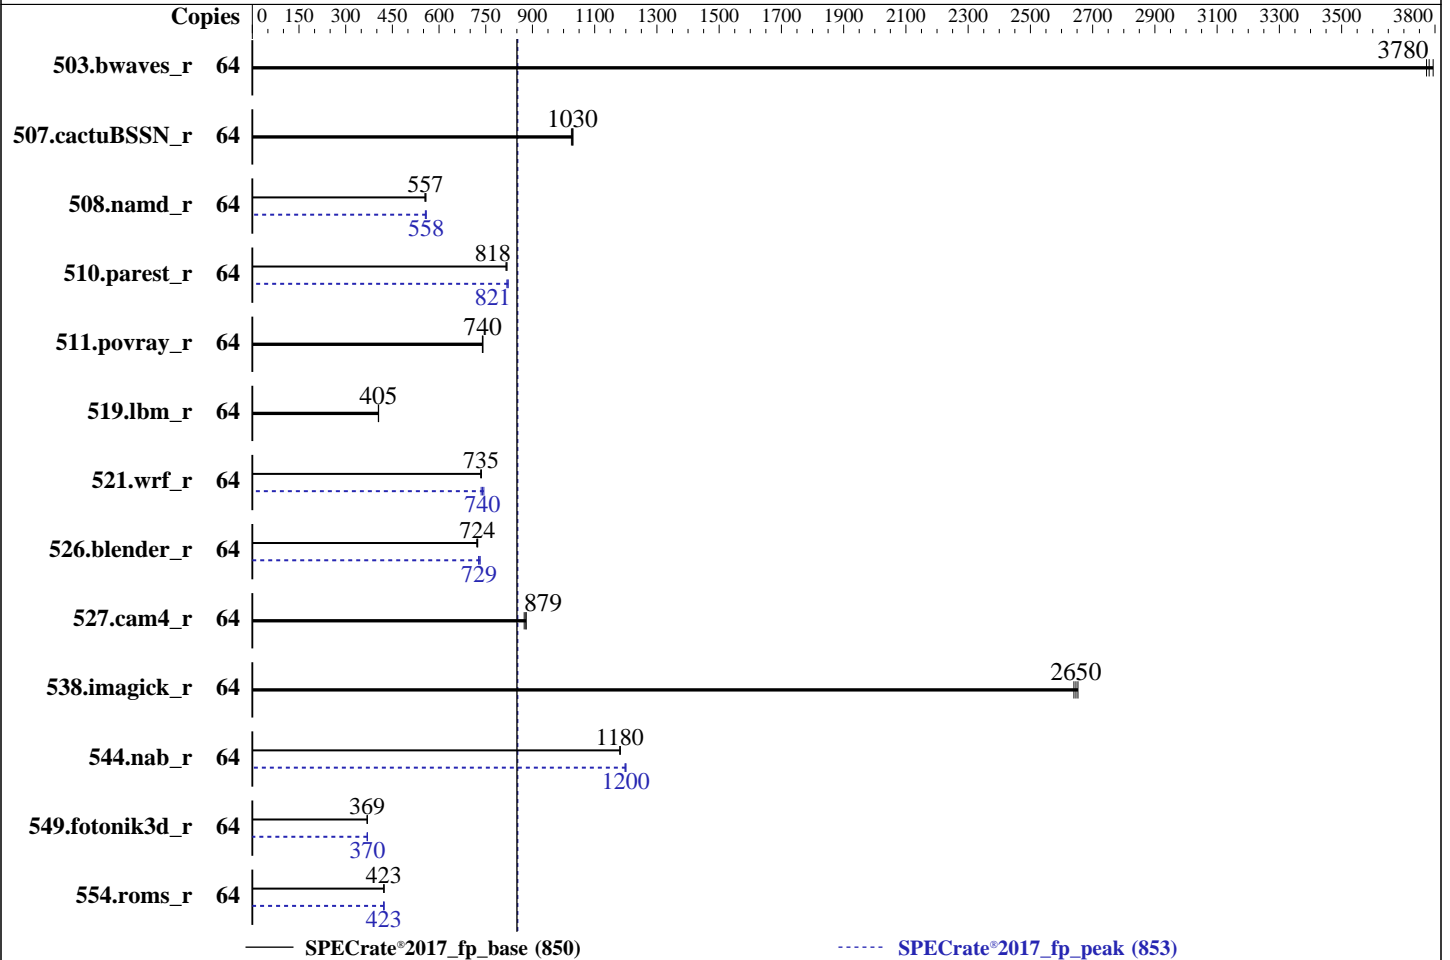 Copies 0 150 300 450 600 750 900 1100 1300 1500 1700 1900 2100 2300 2500 2700 2900 3100 3300 3500 3800
503.bwaves_r 64 3780
507.cactuBSSN_r 64 1030
508.namd_r 64 557
558
510.parest_r 64 818
821
511.povray_r 64 740
519.lbm_r 64 405
521.wrf_r 64 735
740
526.blender_r 64 724
729
527.cam4_r 64 879
538.imagick_r 64 2650
544.nab_r 64 1180
1200
549.fotonik3d_r 64 369
370
554.roms_r 64 423
423
SPECrate®2017_fp_base (850) SPECrate®2017_fp_peak (853)